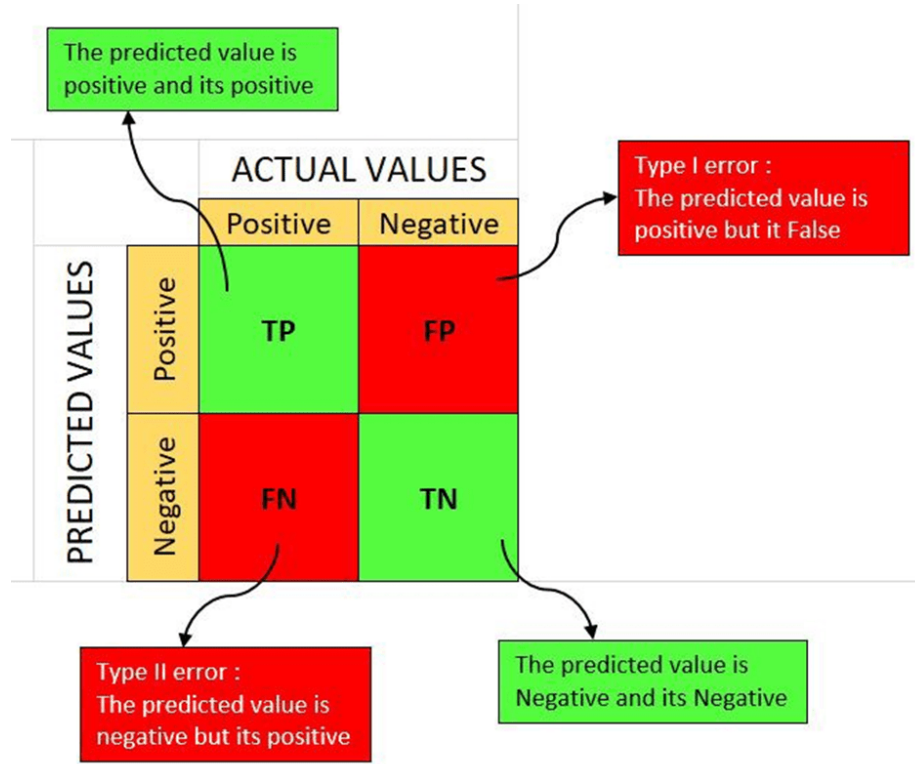 The predicted value is
positive and its positive
ACTUAL VALUES
Type I error :
The predicted value is
positive but it False
Positive
Negative
PREDICTED VALUES
Positive
TP
FP
Negative
FN
TN
Type II error :
The predicted value is
negative but its positive
The predicted value is
Negative and its Negative